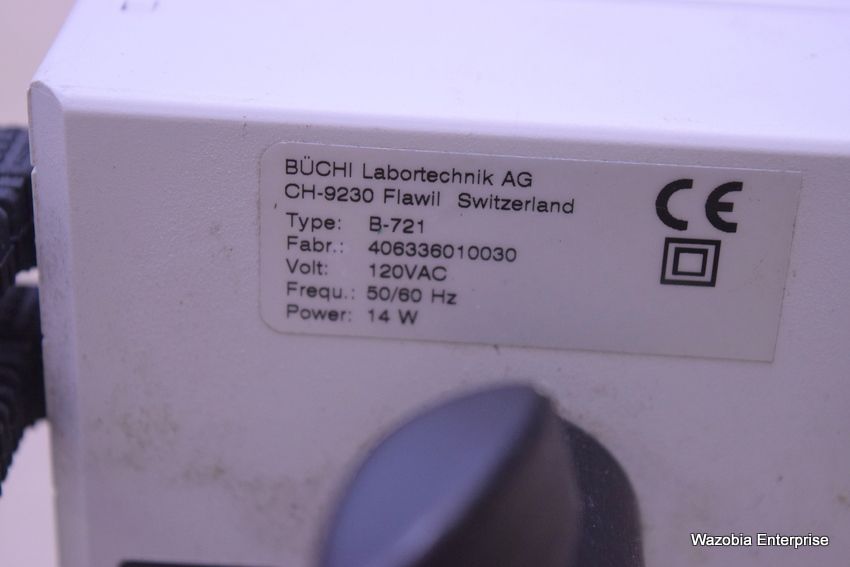 BÜCHI Labortechnik AG
CH-9230 Flawil Switzerland
Type: B-721
Fabr.: 406336010030
Volt: 120VAC
Frequ.: 50/60 Hz
Power: 14 W
CE
Wazobia Enterprise